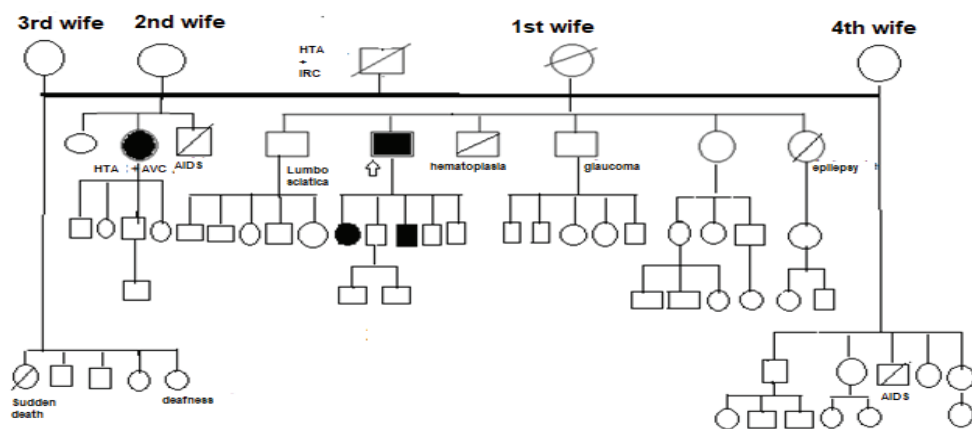 3rd wife
2nd wife
HTA
+
IRC
1st wife
4th wife
HTA + AVC
AIDS
Lumbo
sciatica
hematoplasia
glaucoma
epilepsy
Sudden
death
deafness
AIDS